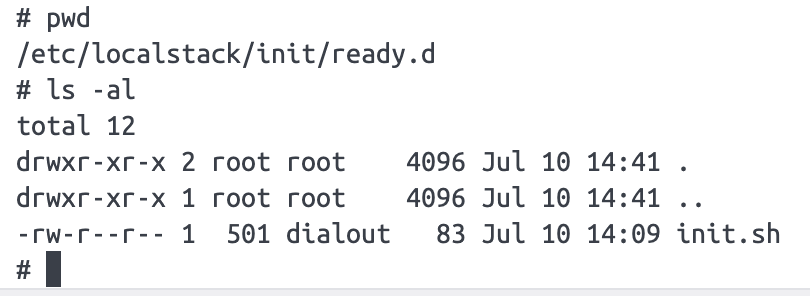 # pwd
/etc/localstack/init/ready.d
# ls -al
total 12
drwxr-xr-x 2 root root    4096 Jul 10 14:41 .
drwxr-xr-x 1 root root    4096 Jul 10 14:41 ..
-rw-r--r-- 1  501 dialout   83 Jul 10 14:09 init.sh
#